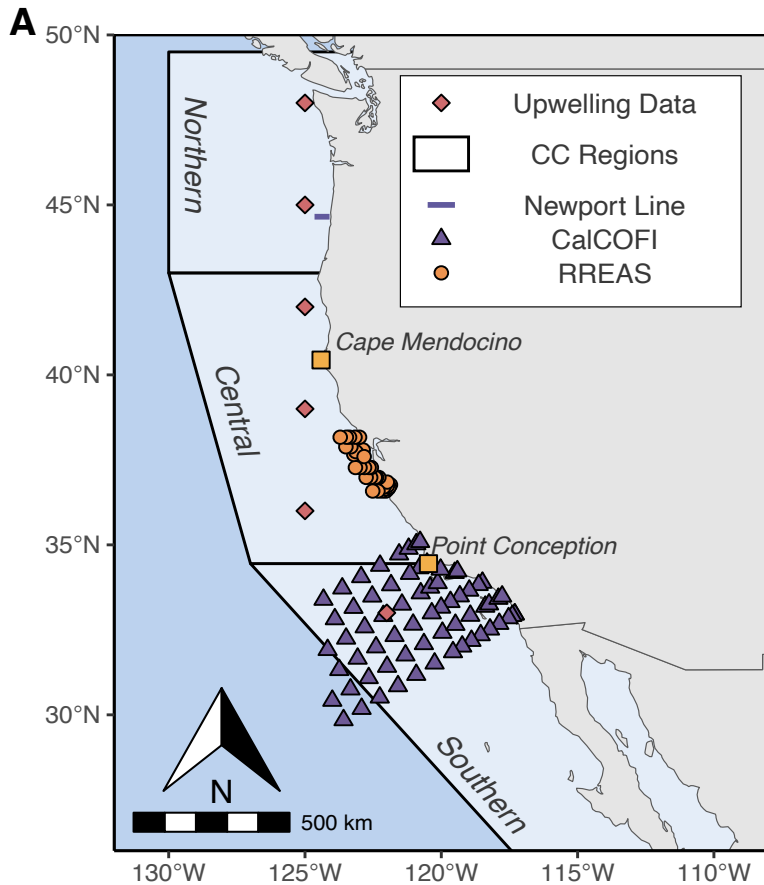 A
50°N
45°N
40°N
35°N
30°N
Northern
Central
Southern
Upwelling Data
CC Regions
Newport Line
CalCOFI
RREAS
Cape Mendocino
Point Conception
N
500 km
130°W
125°W
120°W
115°W
110°W